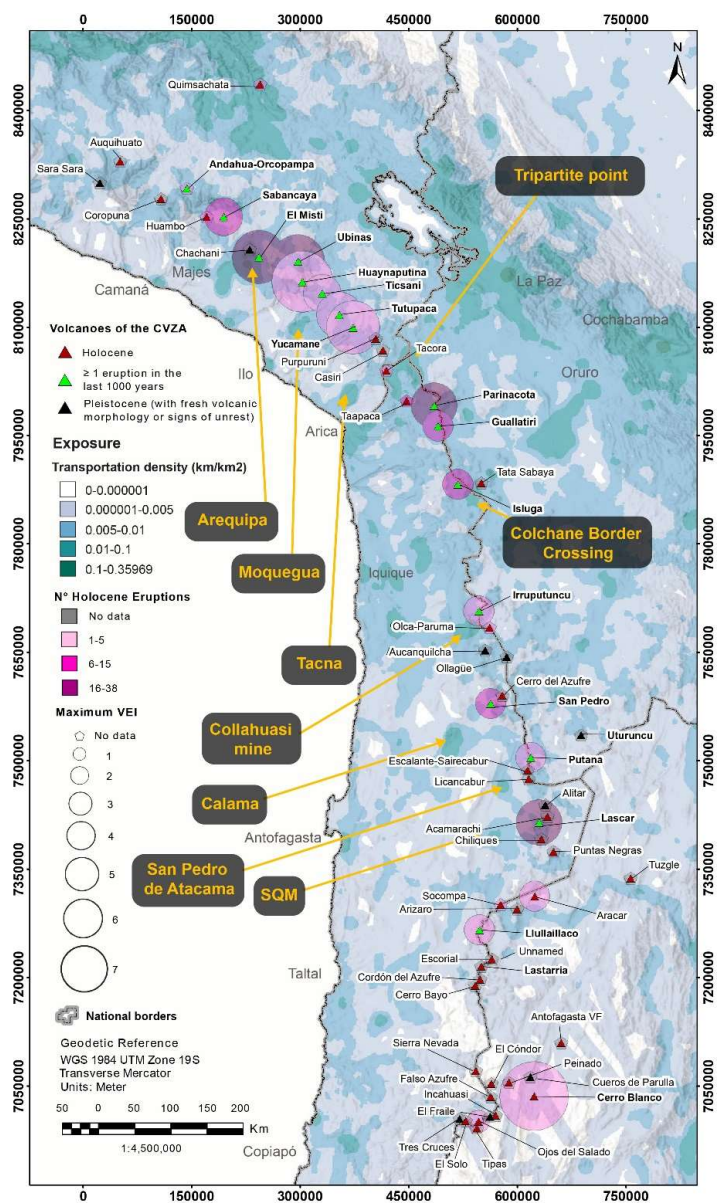 0 150000 300000 450000 600000 750000
N
8400000
8250000
8100000
7950000
7800000
7650000
7500000
7350000
7200000
7050000
Quimsachata
Auquihuato
Sara Sara
Andahua-Orcopampa
Coropuna
Sabancaya
Huambo
El Misti
Tripartite point
Chachani
Ubinas
Majes
Huaynaputina
La Paz
Camaná
Ticsani
Tutupaca
Cochabamba
Volcanoes of the CVZA
Holocene
≥ 1 eruption in the
last 1000 years
Pleistocene (with fresh volcanic
morphology or signs of unrest)
Yucamane
Purpuruni
Tacora
Ilo
Casiri
Oruro
Parinacota
Taapaca
Arica
Guallatiri
Exposure
Transportation density (km/km2)
0-0.000001
0.000001-0.005
0.005-0.01
0.01-0.1
0.1-0.35969
Tata Sabaya
Isluga
Arequipa
Colchane Border
Crossing
Moquegua
Iquique
N° Holocene Eruptions
No data
1-5
6-15
16-38
Irruputuncu
Olca-Paruma
Tacna
Aucanquilcha
Ollagüe
Cerro del Azufre
San Pedro
Maximum VEI
No data
1
2
3
4
5
6
7
Collahuasi
mine
Uturuncu
Escalante-Sairecabur
Putana
Licancabur
Calama
Alitar
Antofagasta
Acamarachi
Lascar
Chiliques
San Pedro
de Atacama
SQM
Puntas Negras
Tuzgle
Socompa
Arizaro
Aracar
Llullaillaco
Unnamed
Escorial
Lastarria
Taltal
Cordón del Azufre
Cerro Bayo
National borders
Geodetic Reference
WGS 1984 UTM Zone 19S
Transverse Mercator
Units: Meter
Antofagasta VF
Sierra Nevada
El Cóndor
Peinado
Falso Azufre
Cueros de Parulla
Incahuasi
Cerro Blanco
El Fraile
50 0 50 100 150 200
Km
1:4,500,000
Copiapó
Tres Cruces
Ojos del Salado
El Solo
Tipas
0 150000 300000 450000 600000 750000